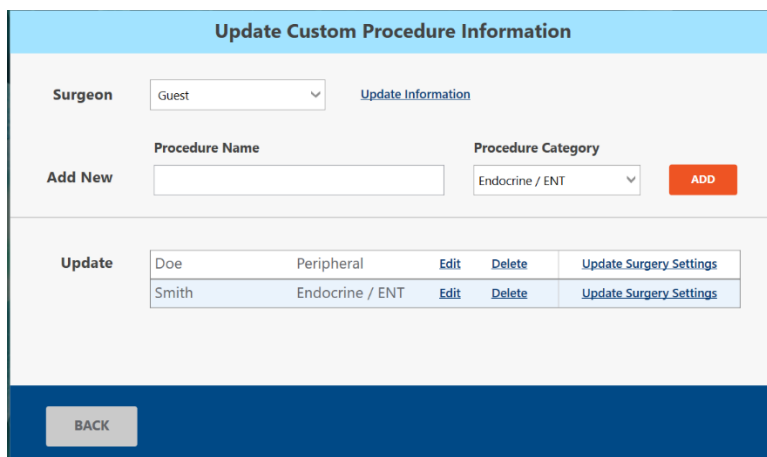 Update Custom Procedure Information
Surgeon Guest Update Information
Procedure Name Procedure Category
Add New Endocrine / ENT ADD
Update Doe Peripheral Edit Delete Update Surgery Settings
Smith Endocrine / ENT Edit Delete Update Surgery Settings
BACK